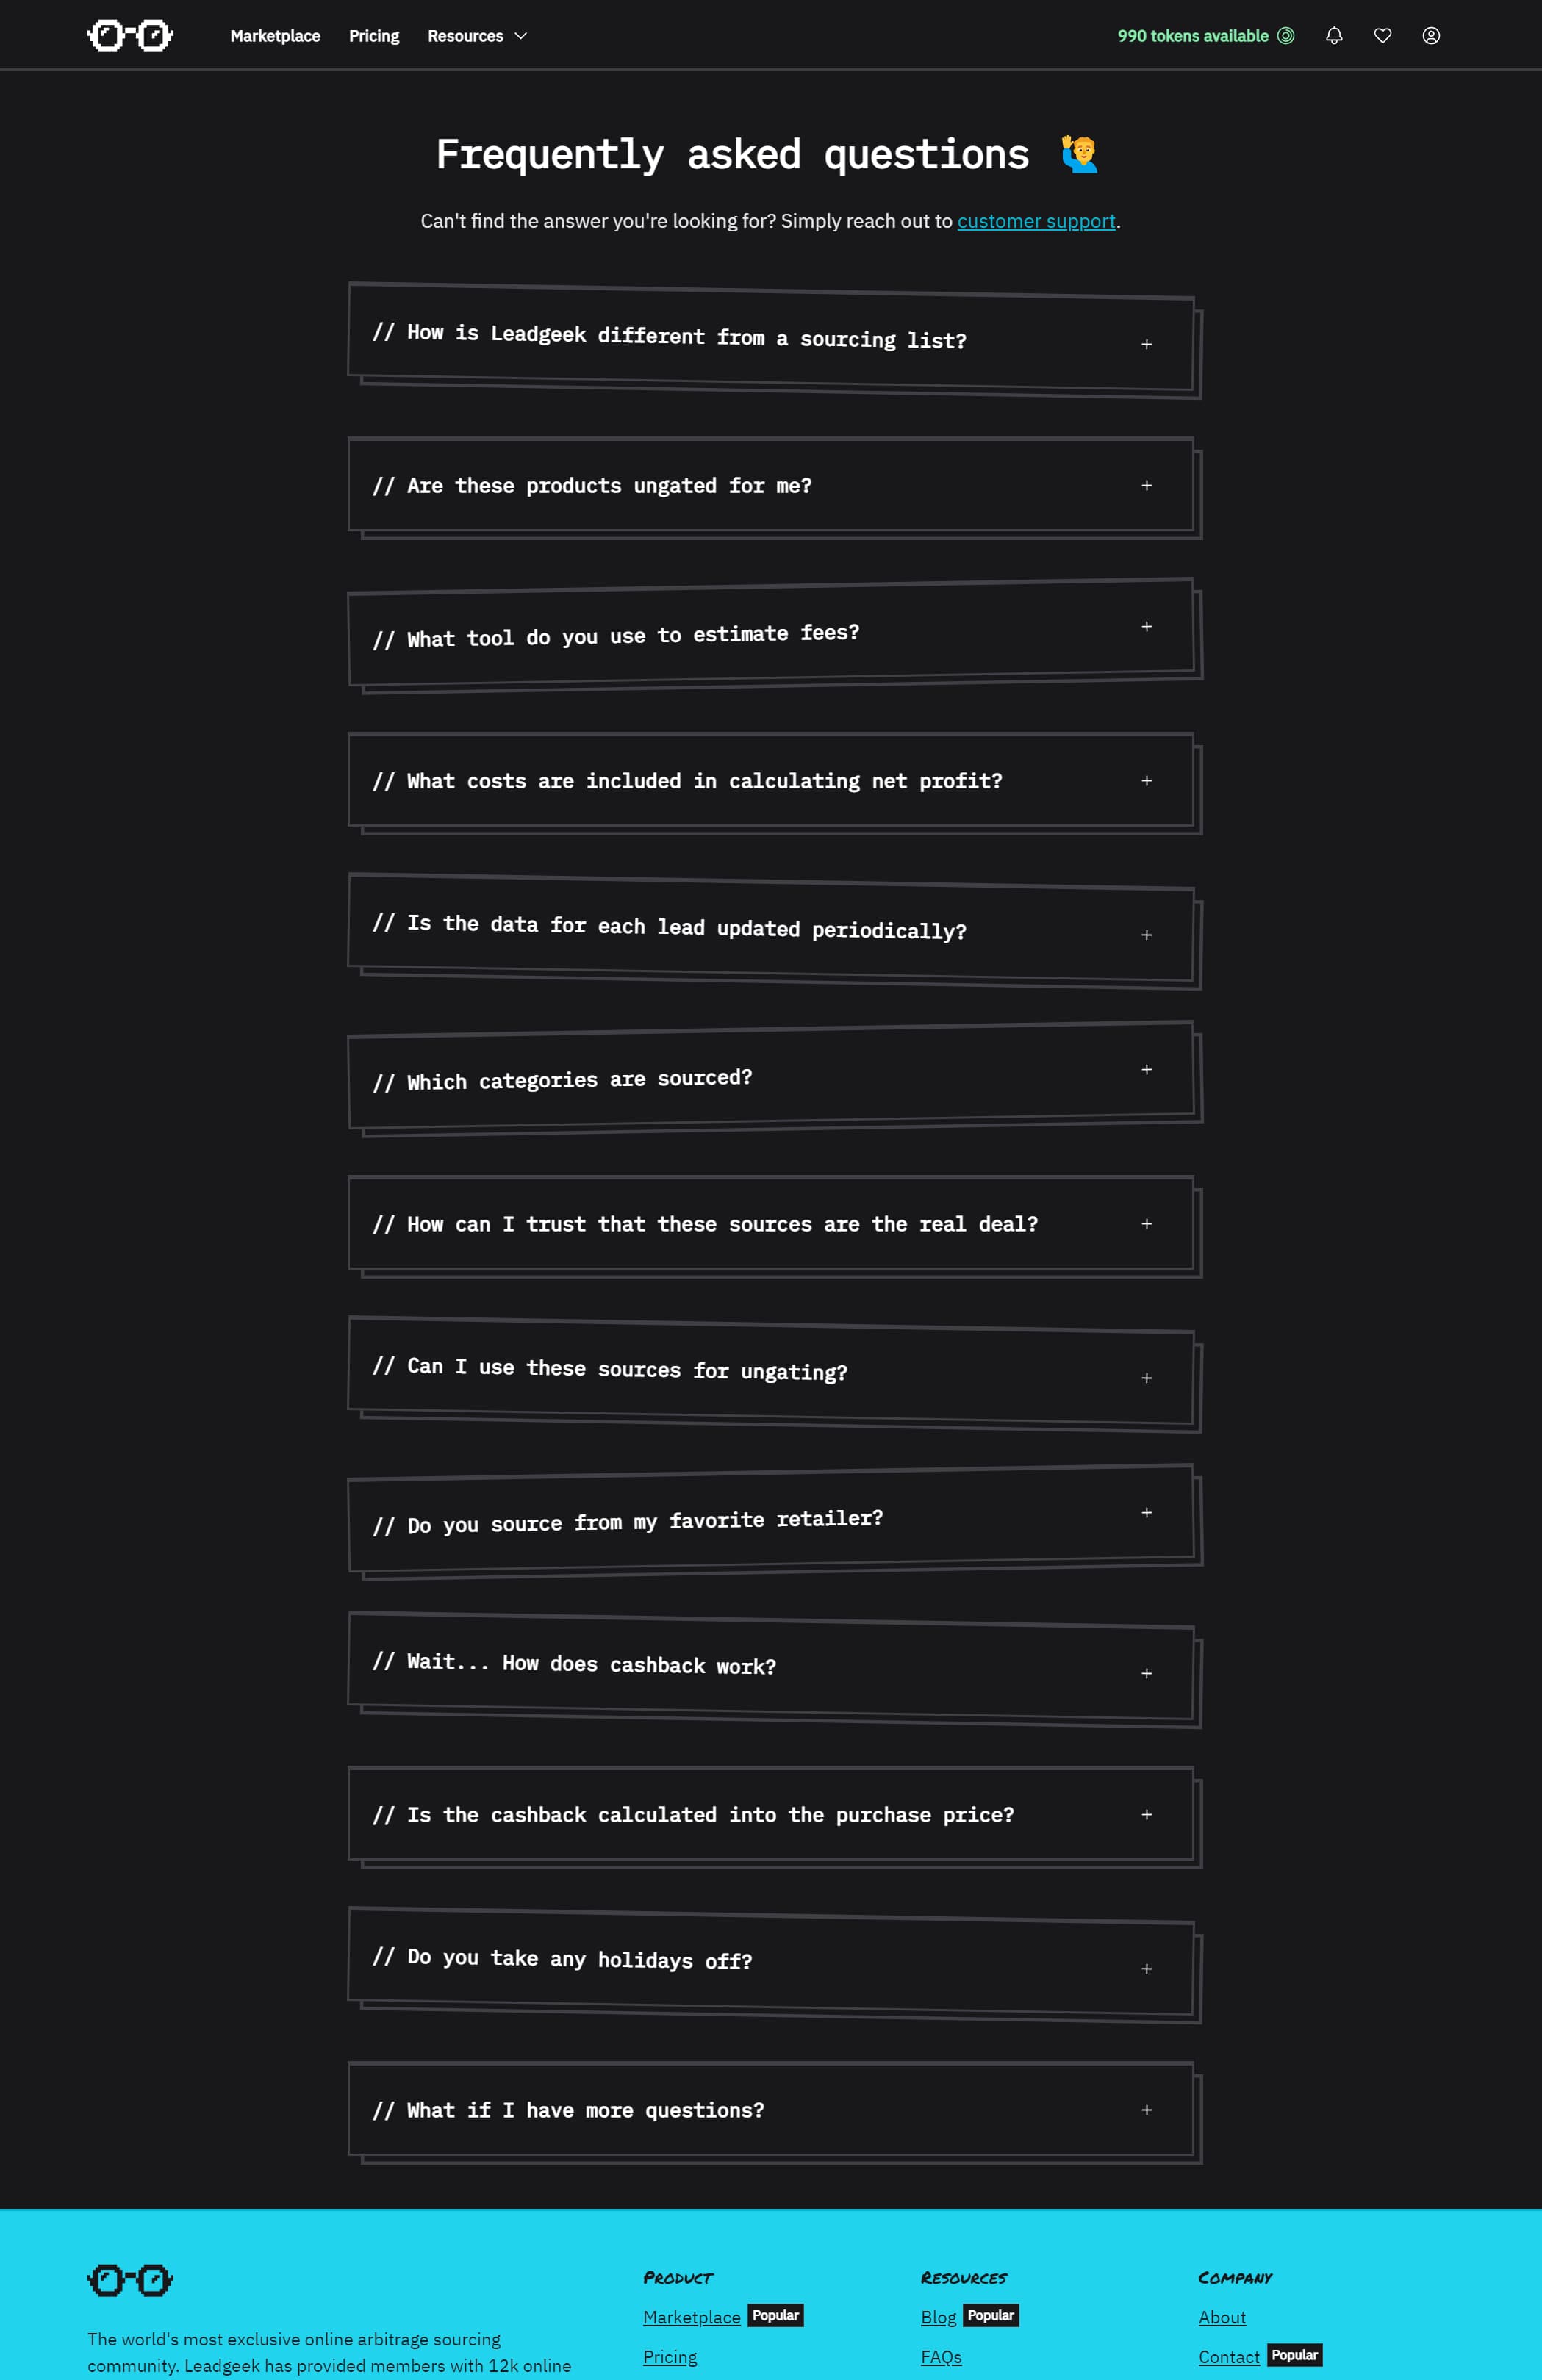 Marketplace Pricing Resources 990 tokens available
Frequently asked questions
Can't find the answer you're looking for? Simply reach out to customer support.
// How is Leadgeek different from a sourcing list? +
// Are these products ungated for me? +
// What tool do you use to estimate fees? +
// What costs are included in calculating net profit? +
// Is the data for each lead updated periodically? +
// Which categories are sourced? +
// How can I trust that these sources are the real deal? +
// Can I use these sources for ungating? +
// Do you source from my favorite retailer? +
// Wait... How does cashback work? +
// Is the cashback calculated into the purchase price? +
// Do you take any holidays off? +
// What if I have more questions? +
The world's most exclusive online arbitrage sourcing
community. Leadgeek has provided members with 12k online
Product
Marketplace Popular
Pricing
Resources
Blog Popular
FAQs
Company
About
Contact Popular